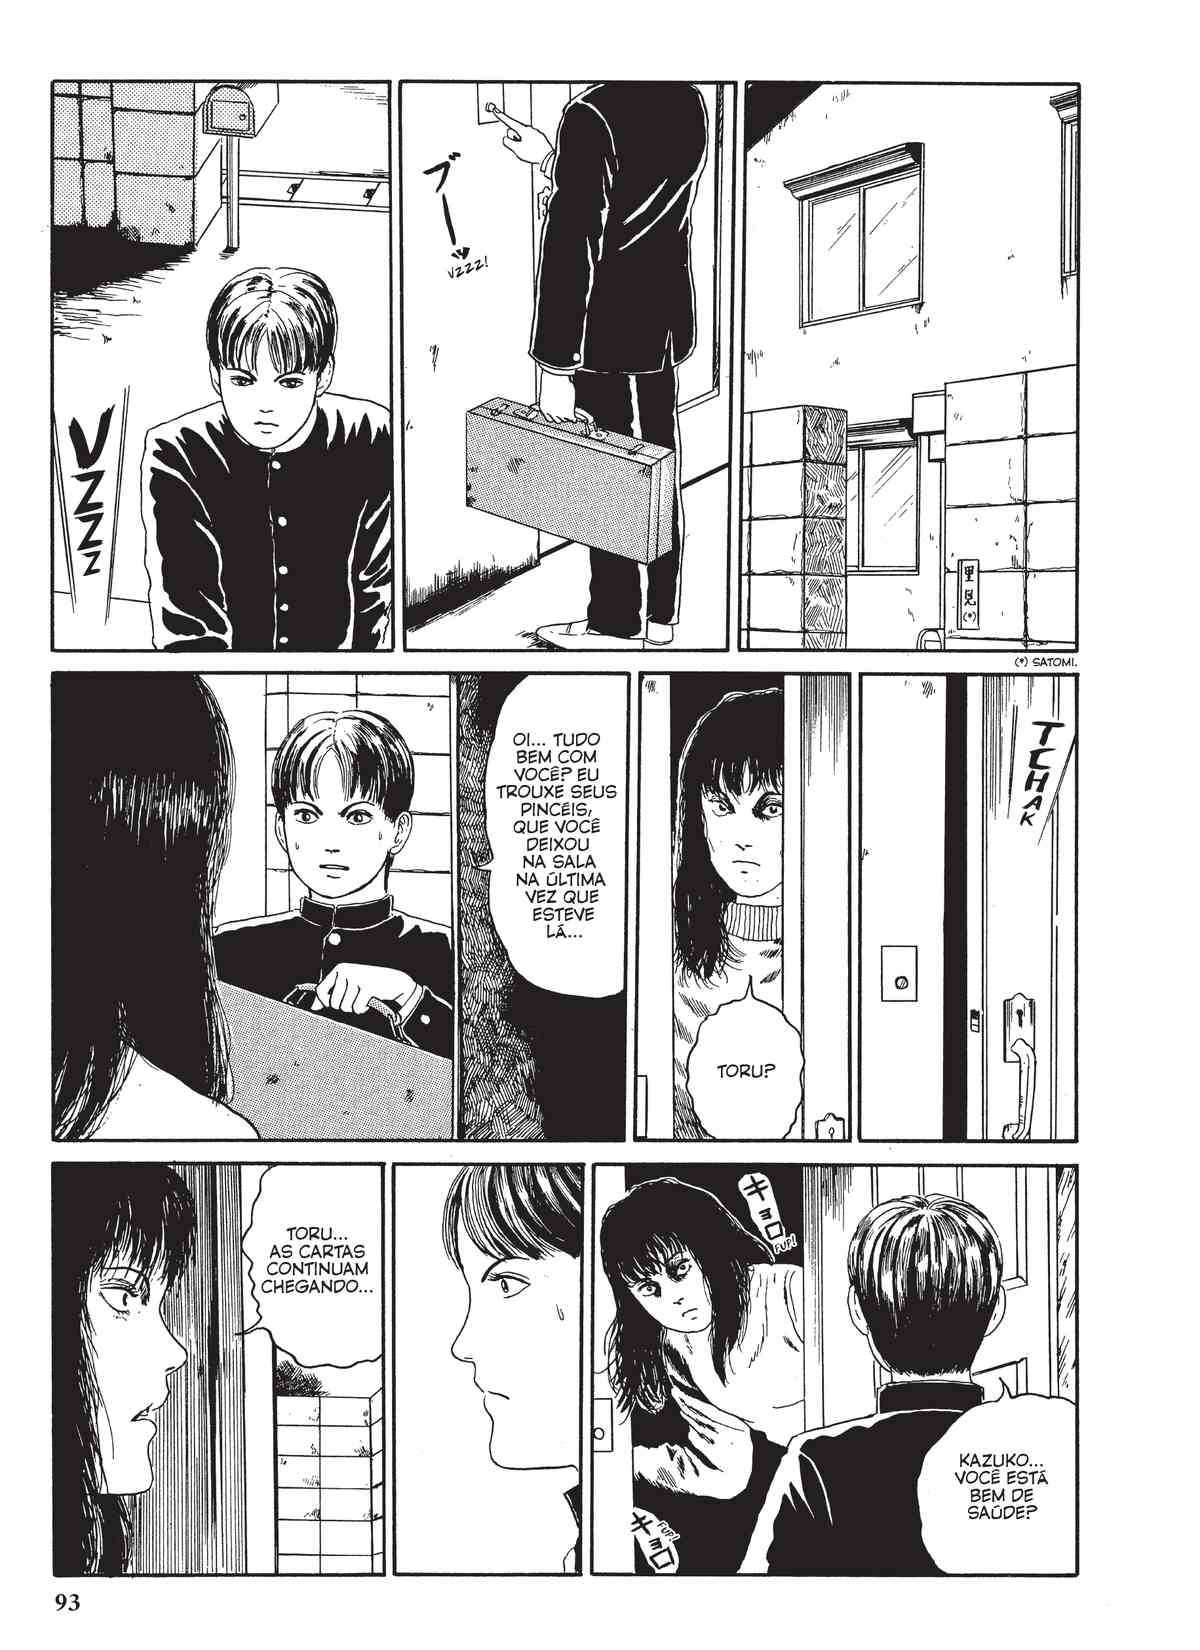 里
見
(*)
(*) SATOMI.
ブーッ
VZZZ!
VZZZ
TCHAK
TORU?
OI... TUDO
BEM COM
VOCÊ? EU
TROUXE SEUS
PINCÉIS,
QUE VOCÊ
DEIXOU
NA SALA
NA ÚLTIMA
VEZ QUE
ESTEVE
LÁ...
キョロ
FUP!
KAZUKO...
VOCÊ ESTÁ
BEM DE
SAÚDE?
キョロ
FUP!
TORU...
AS CARTAS
CONTINUAM
CHEGANDO...
93